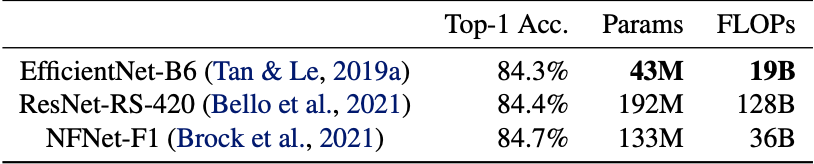 Top-1 Acc. Params FLOPs
EfficientNet-B6 (Tan & Le, 2019a) 84.3% 43M 19B
ResNet-RS-420 (Bello et al., 2021) 84.4% 192M 128B
NFNet-F1 (Brock et al., 2021) 84.7% 133M 36B